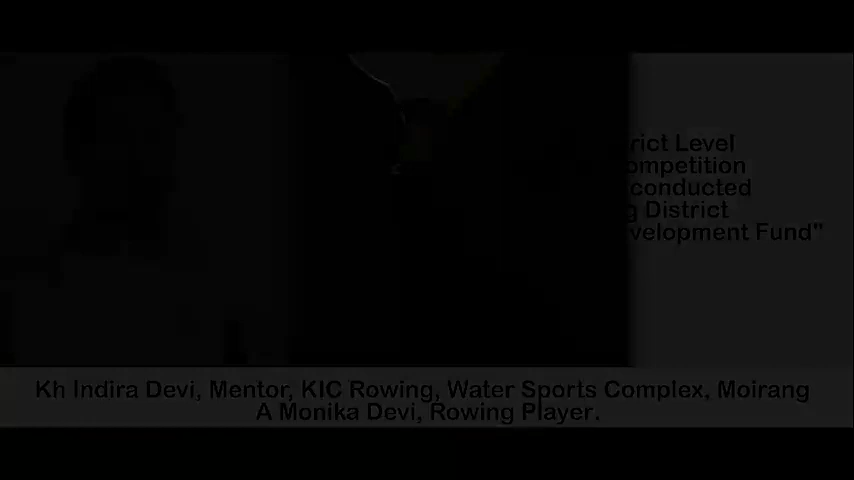 rict Level
ompetition
conducted
g District
velopment Fund"
Kh Indira Devi, Mentor, KIC Rowing, Water Sports Complex, Moirang
A Monika Devi, Rowing Player.